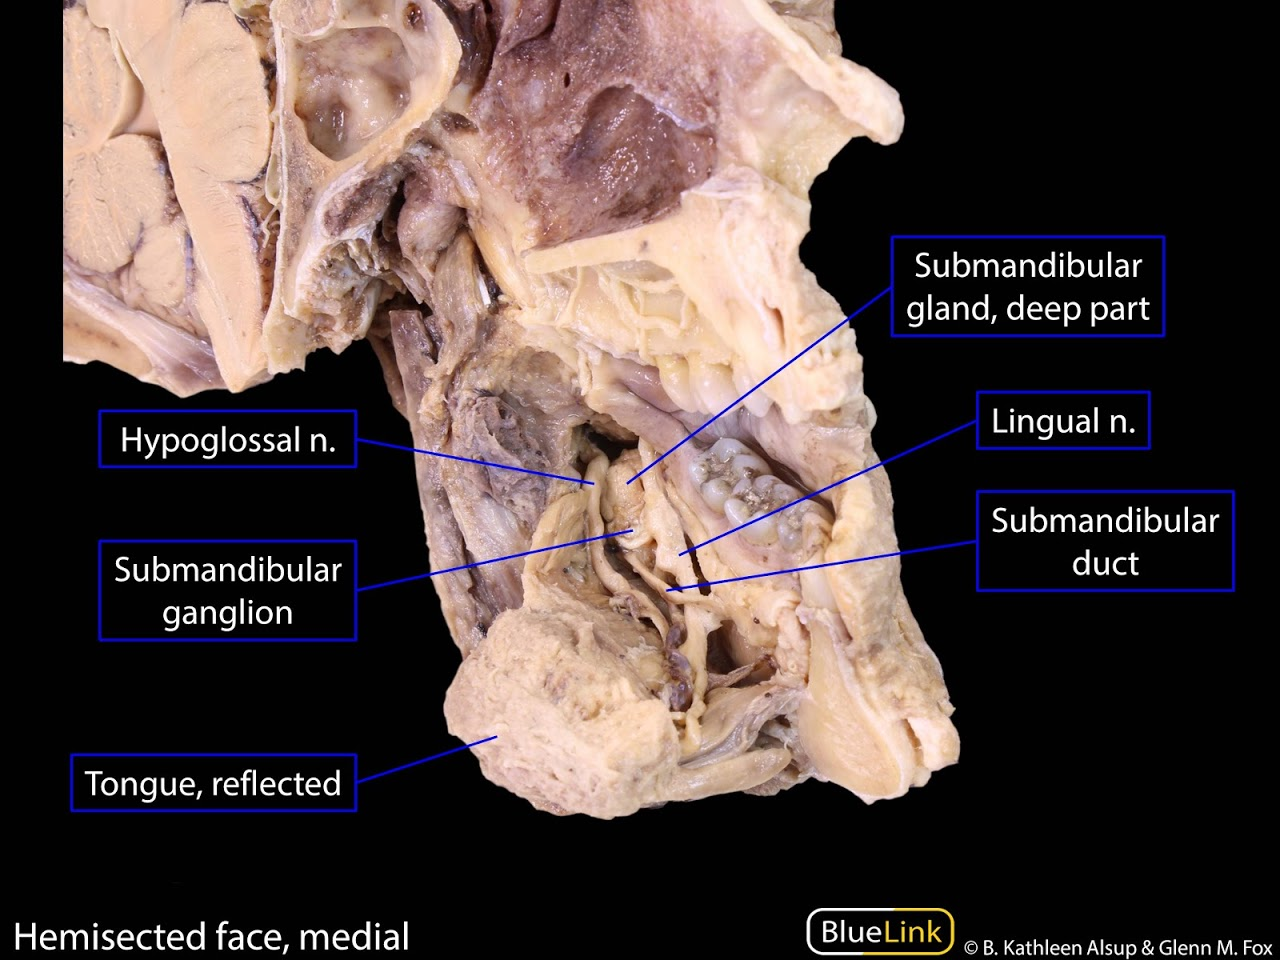 Submandibular
gland, deep part
Hypoglossal n.
Lingual n.
Submandibular
duct
Submandibular
ganglion
Tongue, reflected
Hemisected face, medial
BlueLink
© B. Kathleen Alsup & Glenn M. Fox